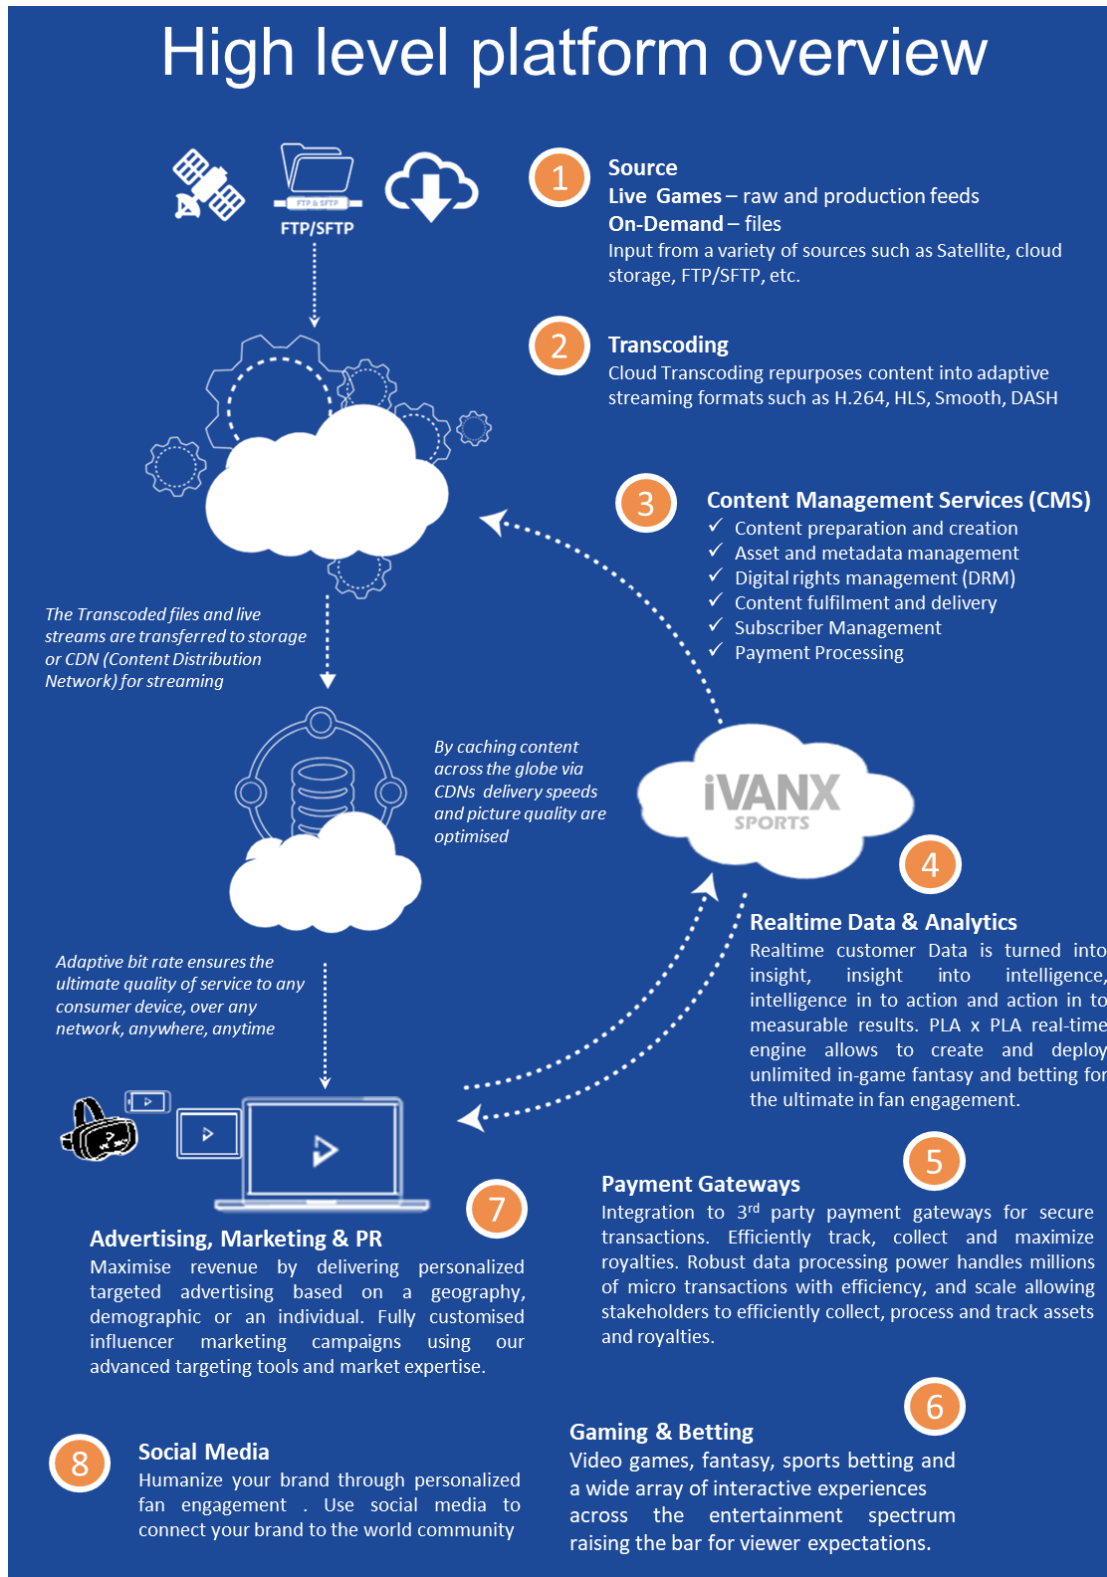 High level platform overview
FTP & SFTP
FTP/SFTP
1
Source
Live Games – raw and production feeds
On-Demand – files
Input from a variety of sources such as Satellite, cloud
storage, FTP/SFTP, etc.
2
Transcoding
Cloud Transcoding repurposes content into adaptive
streaming formats such as H.264, HLS, Smooth, DASH
3
Content Management Services (CMS)
✓ Content preparation and creation
✓ Asset and metadata management
✓ Digital rights management (DRM)
✓ Content fulfilment and delivery
✓ Subscriber Management
✓ Payment Processing
The Transcoded files and live
streams are transferred to storage
or CDN (Content Distribution
Network) for streaming
By caching content
across the globe via
CDNs delivery speeds
and picture quality are
optimised
iVANX
SPORTS
4
Realtime Data & Analytics
Realtime customer Data is turned into
insight, insight into intelligence,
intelligence in to action and action in to
measurable results. PLA x PLA real-time
engine allows to create and deploy
unlimited in-game fantasy and betting for
the ultimate in fan engagement.
Adaptive bit rate ensures the
ultimate quality of service to any
consumer device, over any
network, anywhere, anytime
5
Payment Gateways
Integration to 3rd party payment gateways for secure
transactions. Efficiently track, collect and maximize
royalties. Robust data processing power handles millions
of micro transactions with efficiency, and scale allowing
stakeholders to efficiently collect, process and track assets
and royalties.
7
Advertising, Marketing & PR
Maximise revenue by delivering personalized
targeted advertising based on a geography,
demographic or an individual. Fully customised
influencer marketing campaigns using our
advanced targeting tools and market expertise.
6
Gaming & Betting
Video games, fantasy, sports betting and
a wide array of interactive experiences
across the entertainment spectrum
raising the bar for viewer expectations.
8
Social Media
Humanize your brand through personalized
fan engagement . Use social media to
connect your brand to the world community